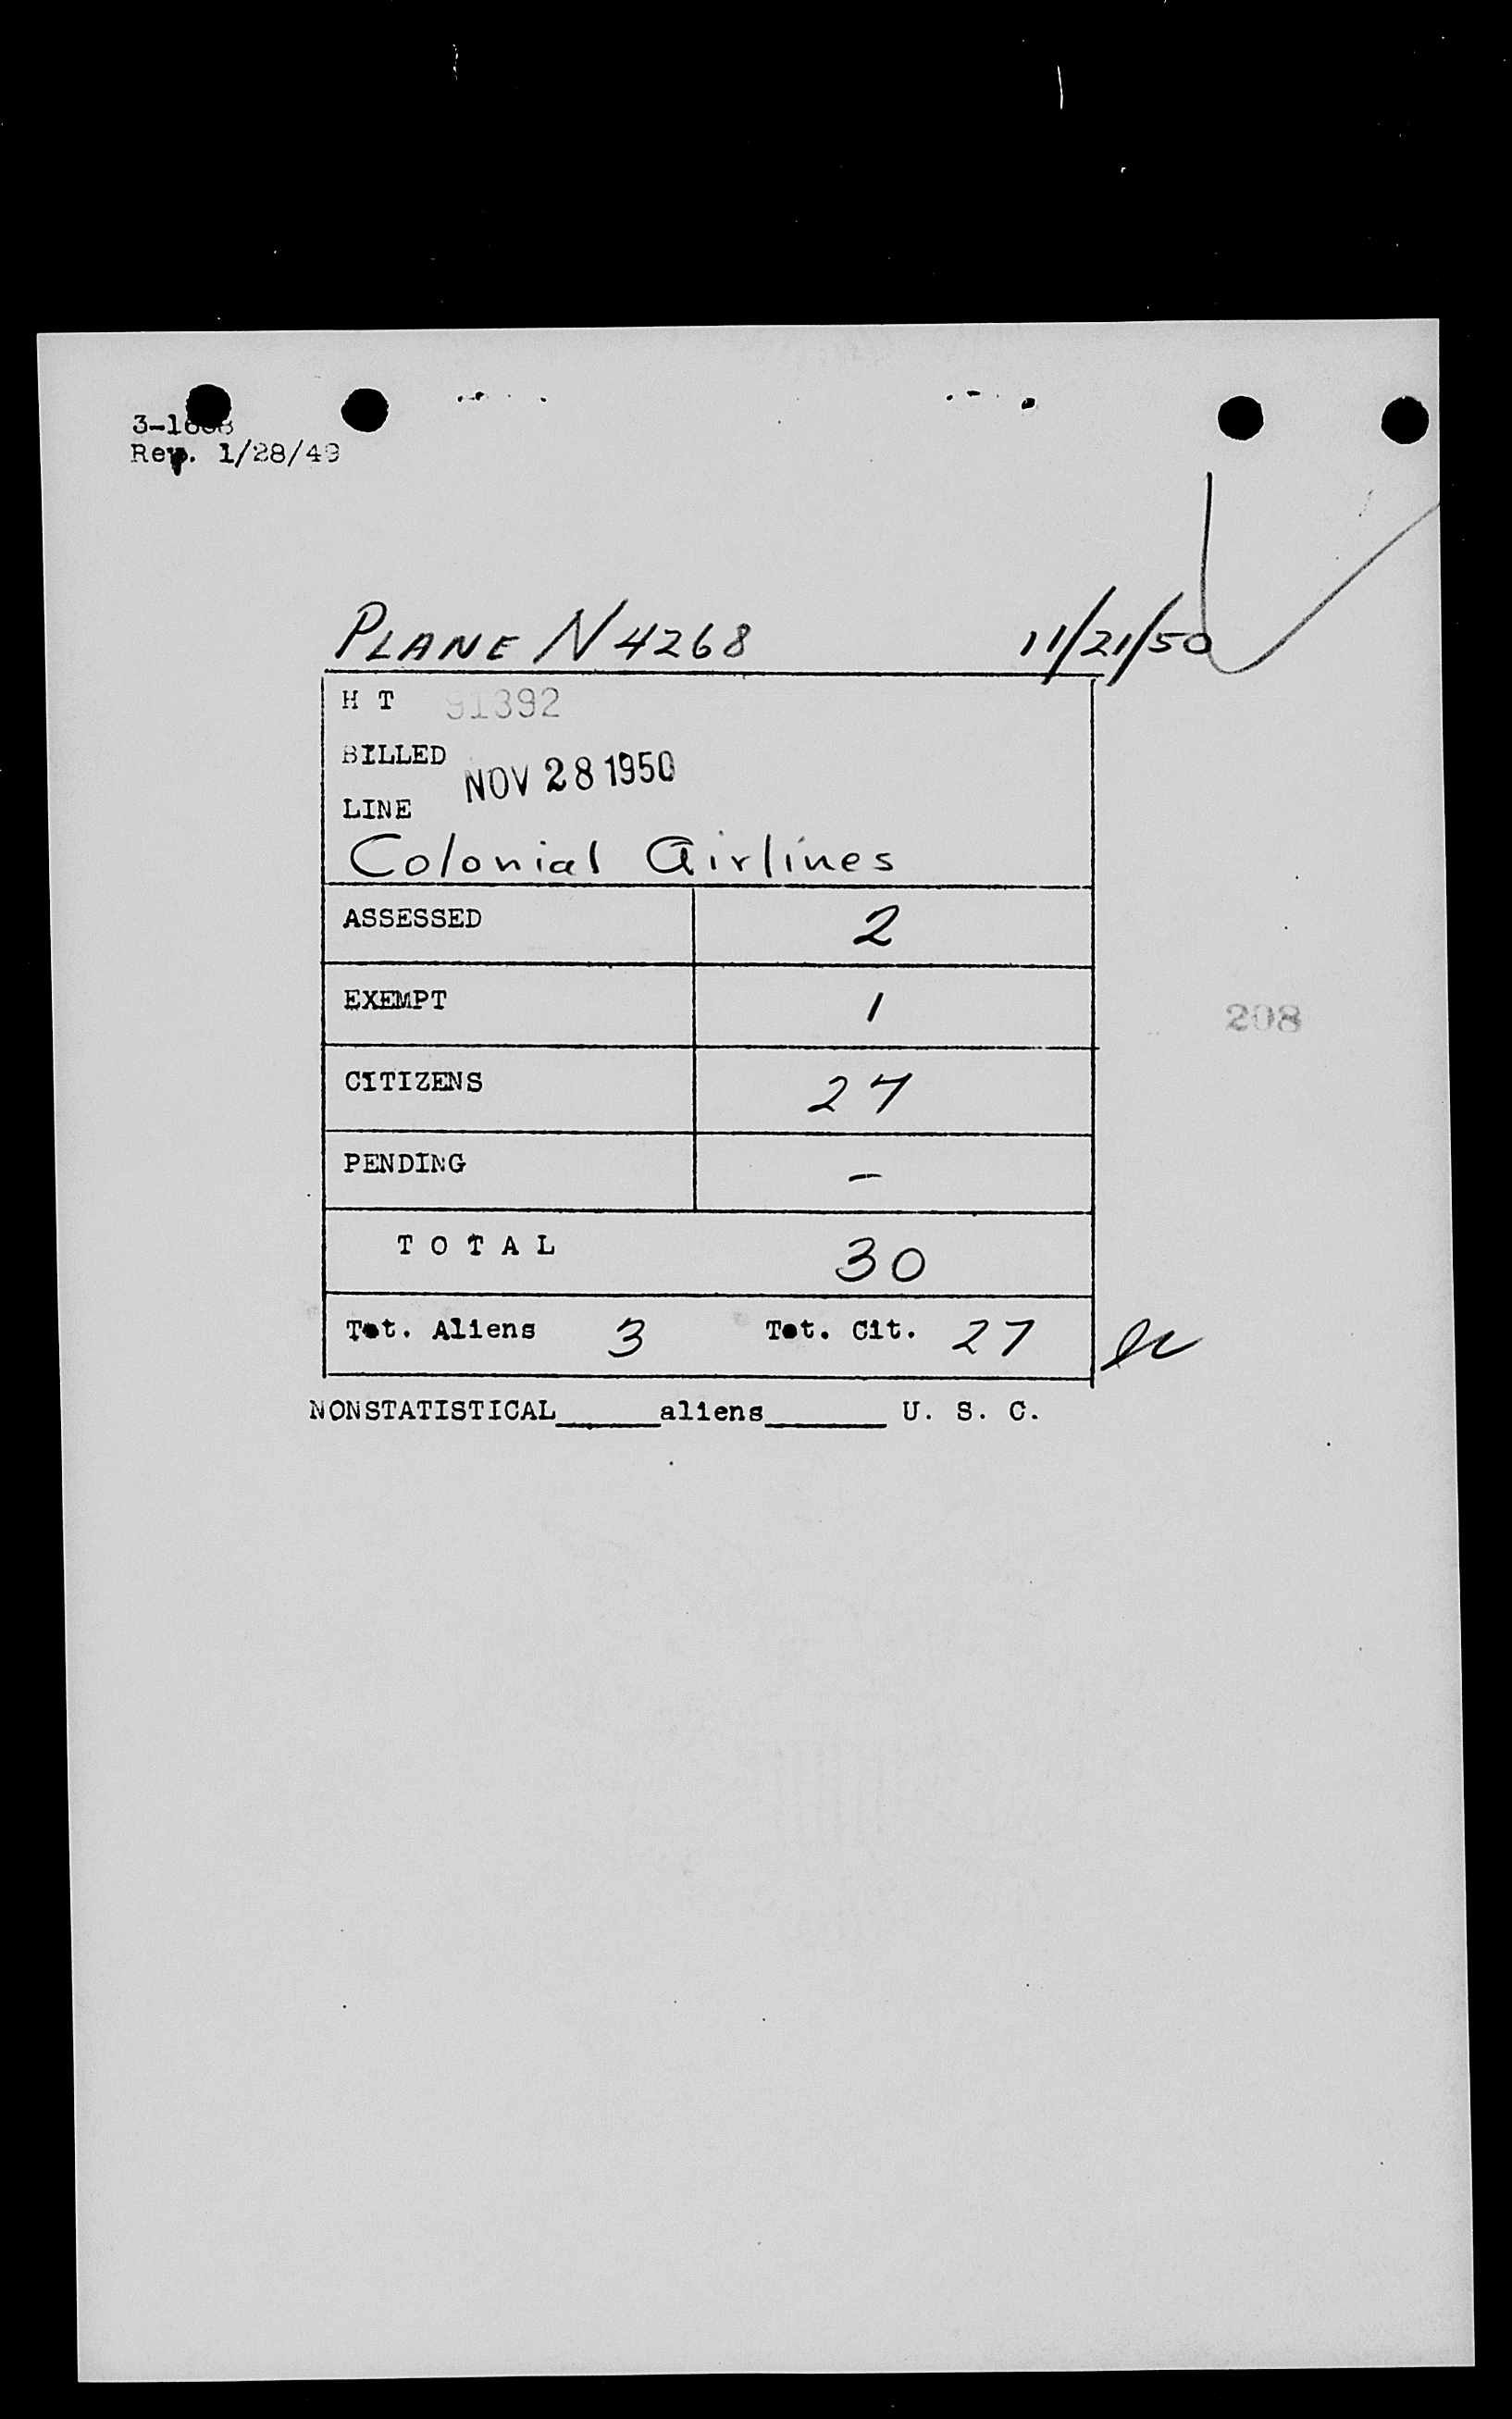 Rev. 1/28/49
PLANE N4268 11/21/50
H T 91392
BILLED
NOV 28 1950
LINE
Colonial Airlines
ASSESSED 2
EXEMPT 1
CITIZENS 27
PENDING -
T O T A L 30
Tot. Aliens 3 Tot. Cit. 27
NONSTATISTICAL______aliens_______ U. S. C.
208